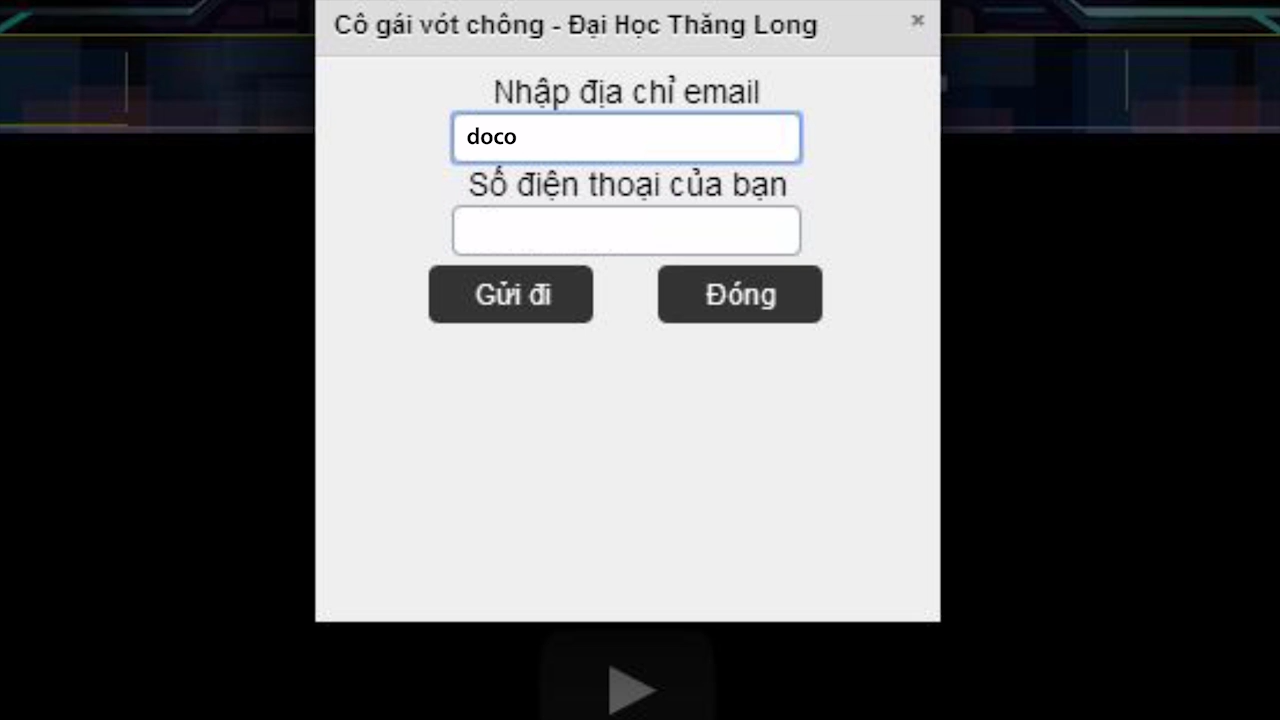 Cô gái vót chông - Đại Học Thăng Long
Nhập địa chỉ email
doco
Số điện thoại của bạn
Gửi đi
Đóng